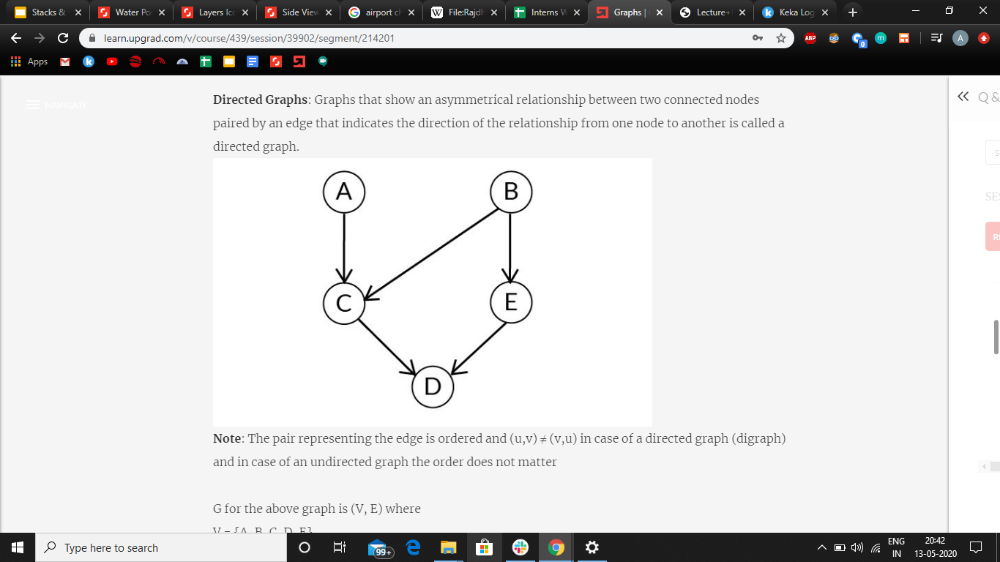 Stacks &
Water Po
Layers Ico
Side View
airport cl
File:Rajdh
Interns W
Graphs |
Lecture+
Keka Log
learn.upgrad.com/v/course/439/session/39902/segment/214201
ABP
0
m
A
Apps
NAVIGATE
Q &
Directed Graphs: Graphs that show an asymmetrical relationship between two connected nodes
paired by an edge that indicates the direction of the relationship from one node to another is called a
directed graph.
S
SES
RE
A
B
C
E
D
Note: The pair representing the edge is ordered and (u,v) ≠ (v,u) in case of a directed graph (digraph)
and in case of an undirected graph the order does not matter
G for the above graph is (V, E) where
V = {A, B, C, D, E}
Type here to search
99+
ENG
IN
20:42
13-05-2020